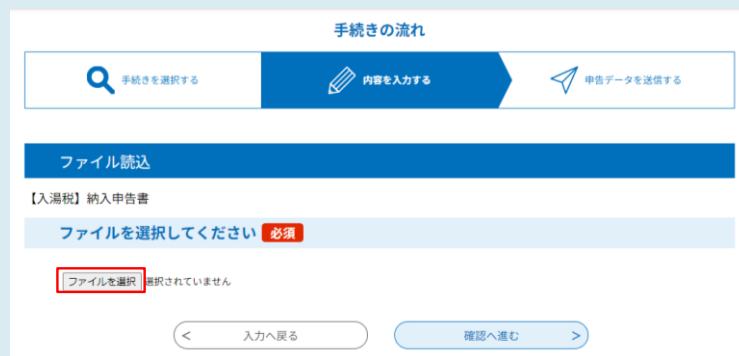 手続きの流れ
手続きを選択する
内容を入力する
申告データを送信する
ファイル読込
【入湯税】納入申告書
ファイルを選択してください 必須
ファイルを選択 選択されていません
< 入力へ戻る
確認へ進む >